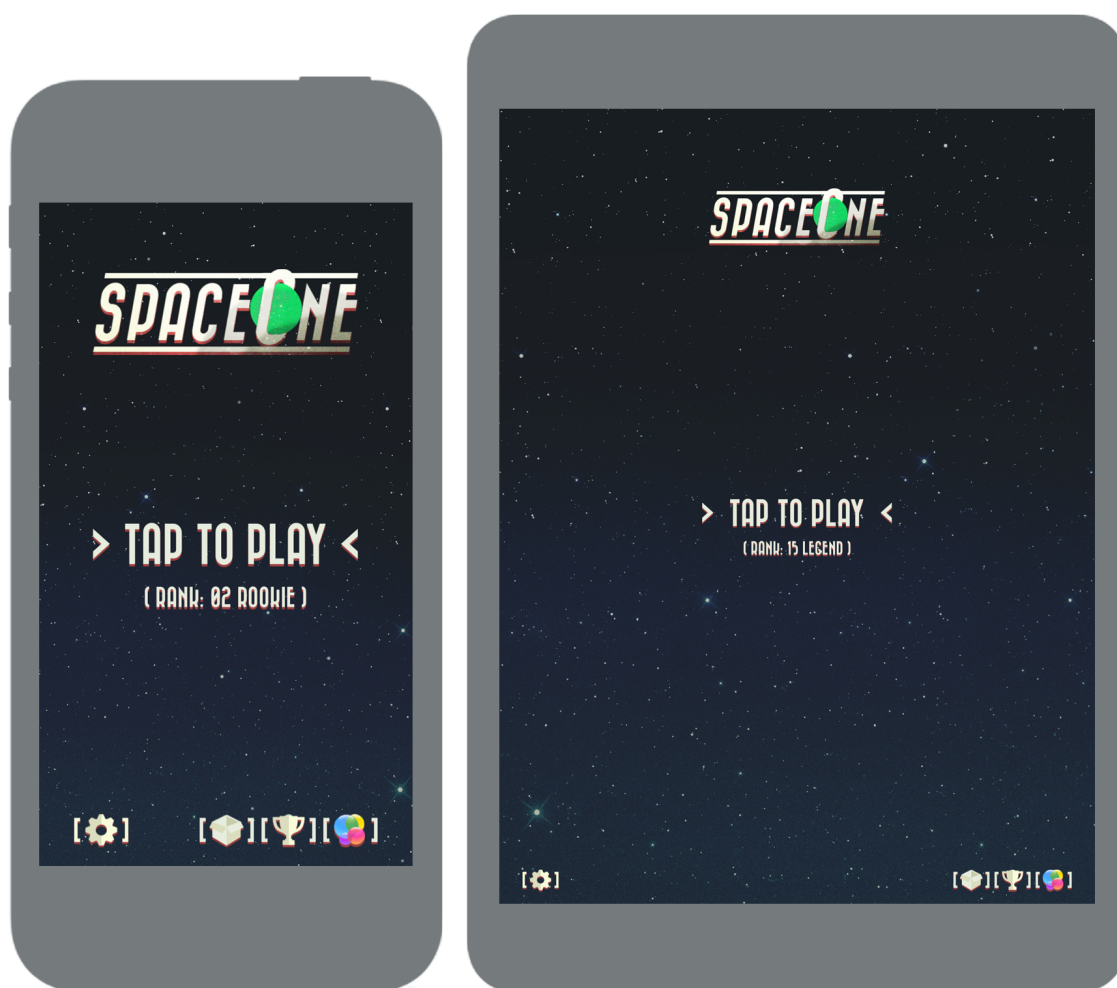 SPACEONE
> TAP TO PLAY <
( RANK: 02 ROOKIE )
[ ] [ ] [ ] [ ]
SPACEONE
> TAP TO PLAY <
( RANK: 15 LEGEND )
[ ] [ ] [ ] [ ]